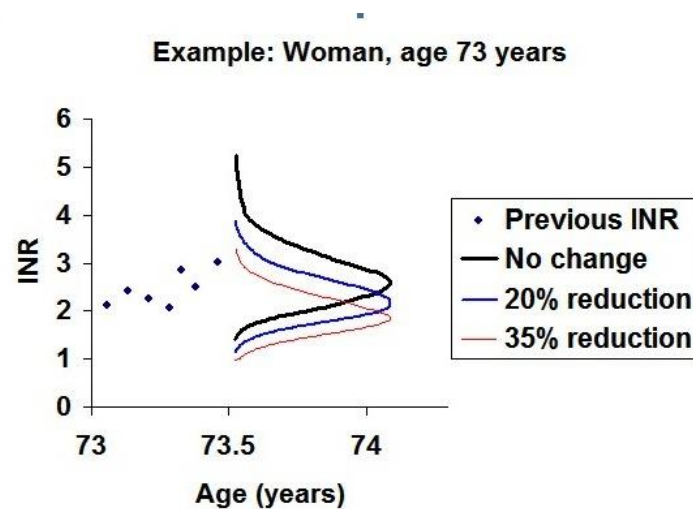 Example: Woman, age 73 years
6
5
4
3
2
1
0
INR
73
73.5
74
Age (years)
Previous INR
No change
20% reduction
35% reduction